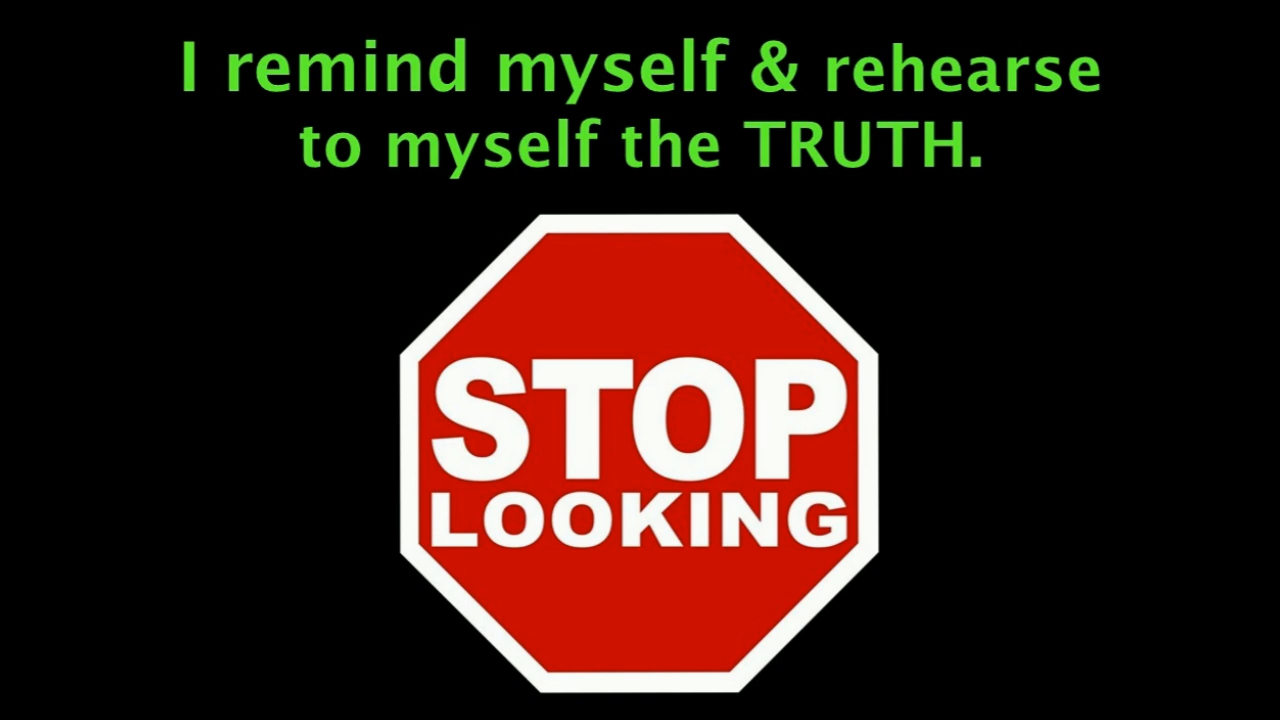 I remind myself & rehearse
to myself the TRUTH.
STOP
LOOKING